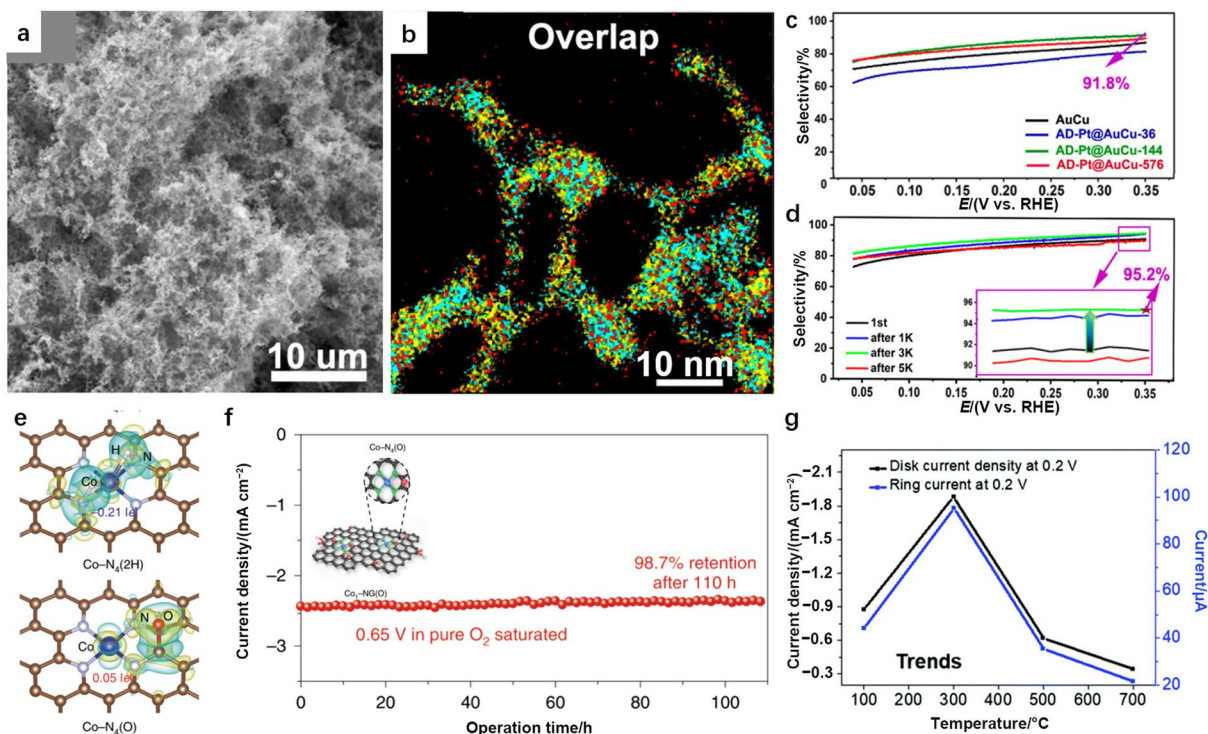 a
10 um
b
Overlap
10 nm
c
Selectivity/%
100
80
60
40
20
0
91.8%
AuCu
AD-Pt@AuCu-36
AD-Pt@AuCu-144
AD-Pt@AuCu-576
0.05 0.10 0.15 0.20 0.25 0.30 0.35
E/(V vs. RHE)
d
Selectivity/%
100
80
60
40
20
0
95.2%
96
94
92
90
1st
after 1K
after 3K
after 5K
0.05 0.10 0.15 0.20 0.25 0.30 0.35
E/(V vs. RHE)
e
H
N
Co
−0.21 lel
Co–N₄(2H)
N O
Co
0.05 lel
Co–N₄(O)
f
Current density/(mA cm⁻²)
0
−1
−2
−3
Co–N₄(O)
Co₁–NG(O)
98.7% retention
after 110 h
0.65 V in pure O₂ saturated
0 20 40 60 80 100
Operation time/h
g
Current density/(mA cm⁻²)
−2.1
−1.8
−1.5
−1.2
−0.9
−0.6
−0.3
Disk current density at 0.2 V
Ring current at 0.2 V
Trends
120
100
80
60
40
20
Current/μA
100 200 300 400 500 600 700
Temperature/°C